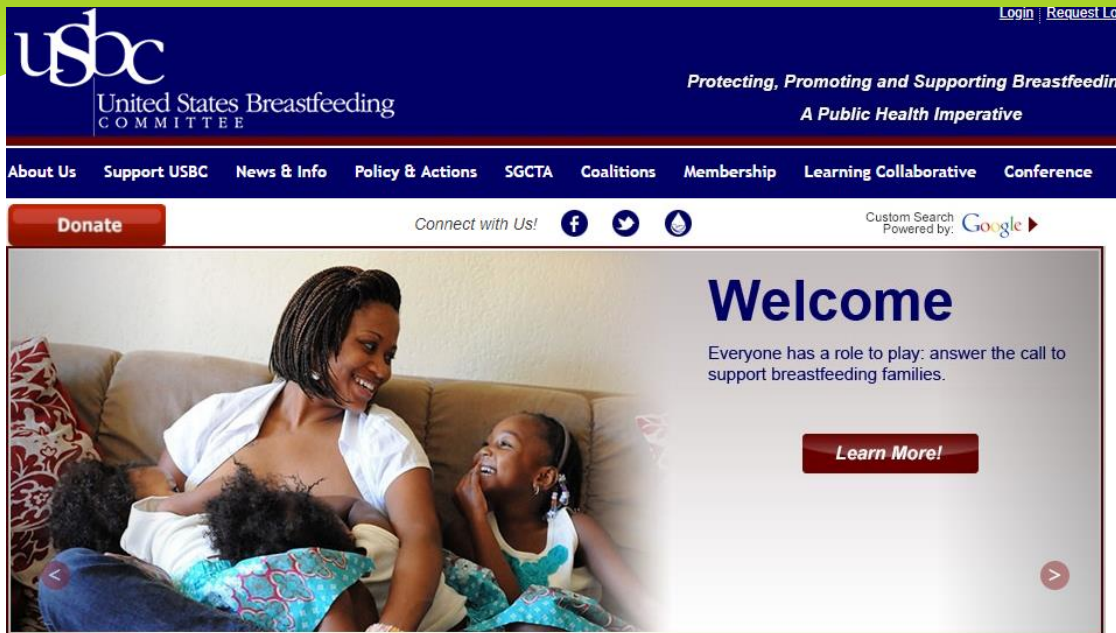 Login Request
usbc
United States Breastfeeding
COMMITTEE
Protecting, Promoting and Supporting
A Public Health Imperative
About Us Support USBC News & Info Policy & Actions SGCTA Coalitions Membership Learning Collaborative Conference
Donate
Connect with Us!
Custom Search
Powered by: Google
Welcome
Everyone has a role to play: answer the call to
support breastfeeding families.
Learn More!
< >